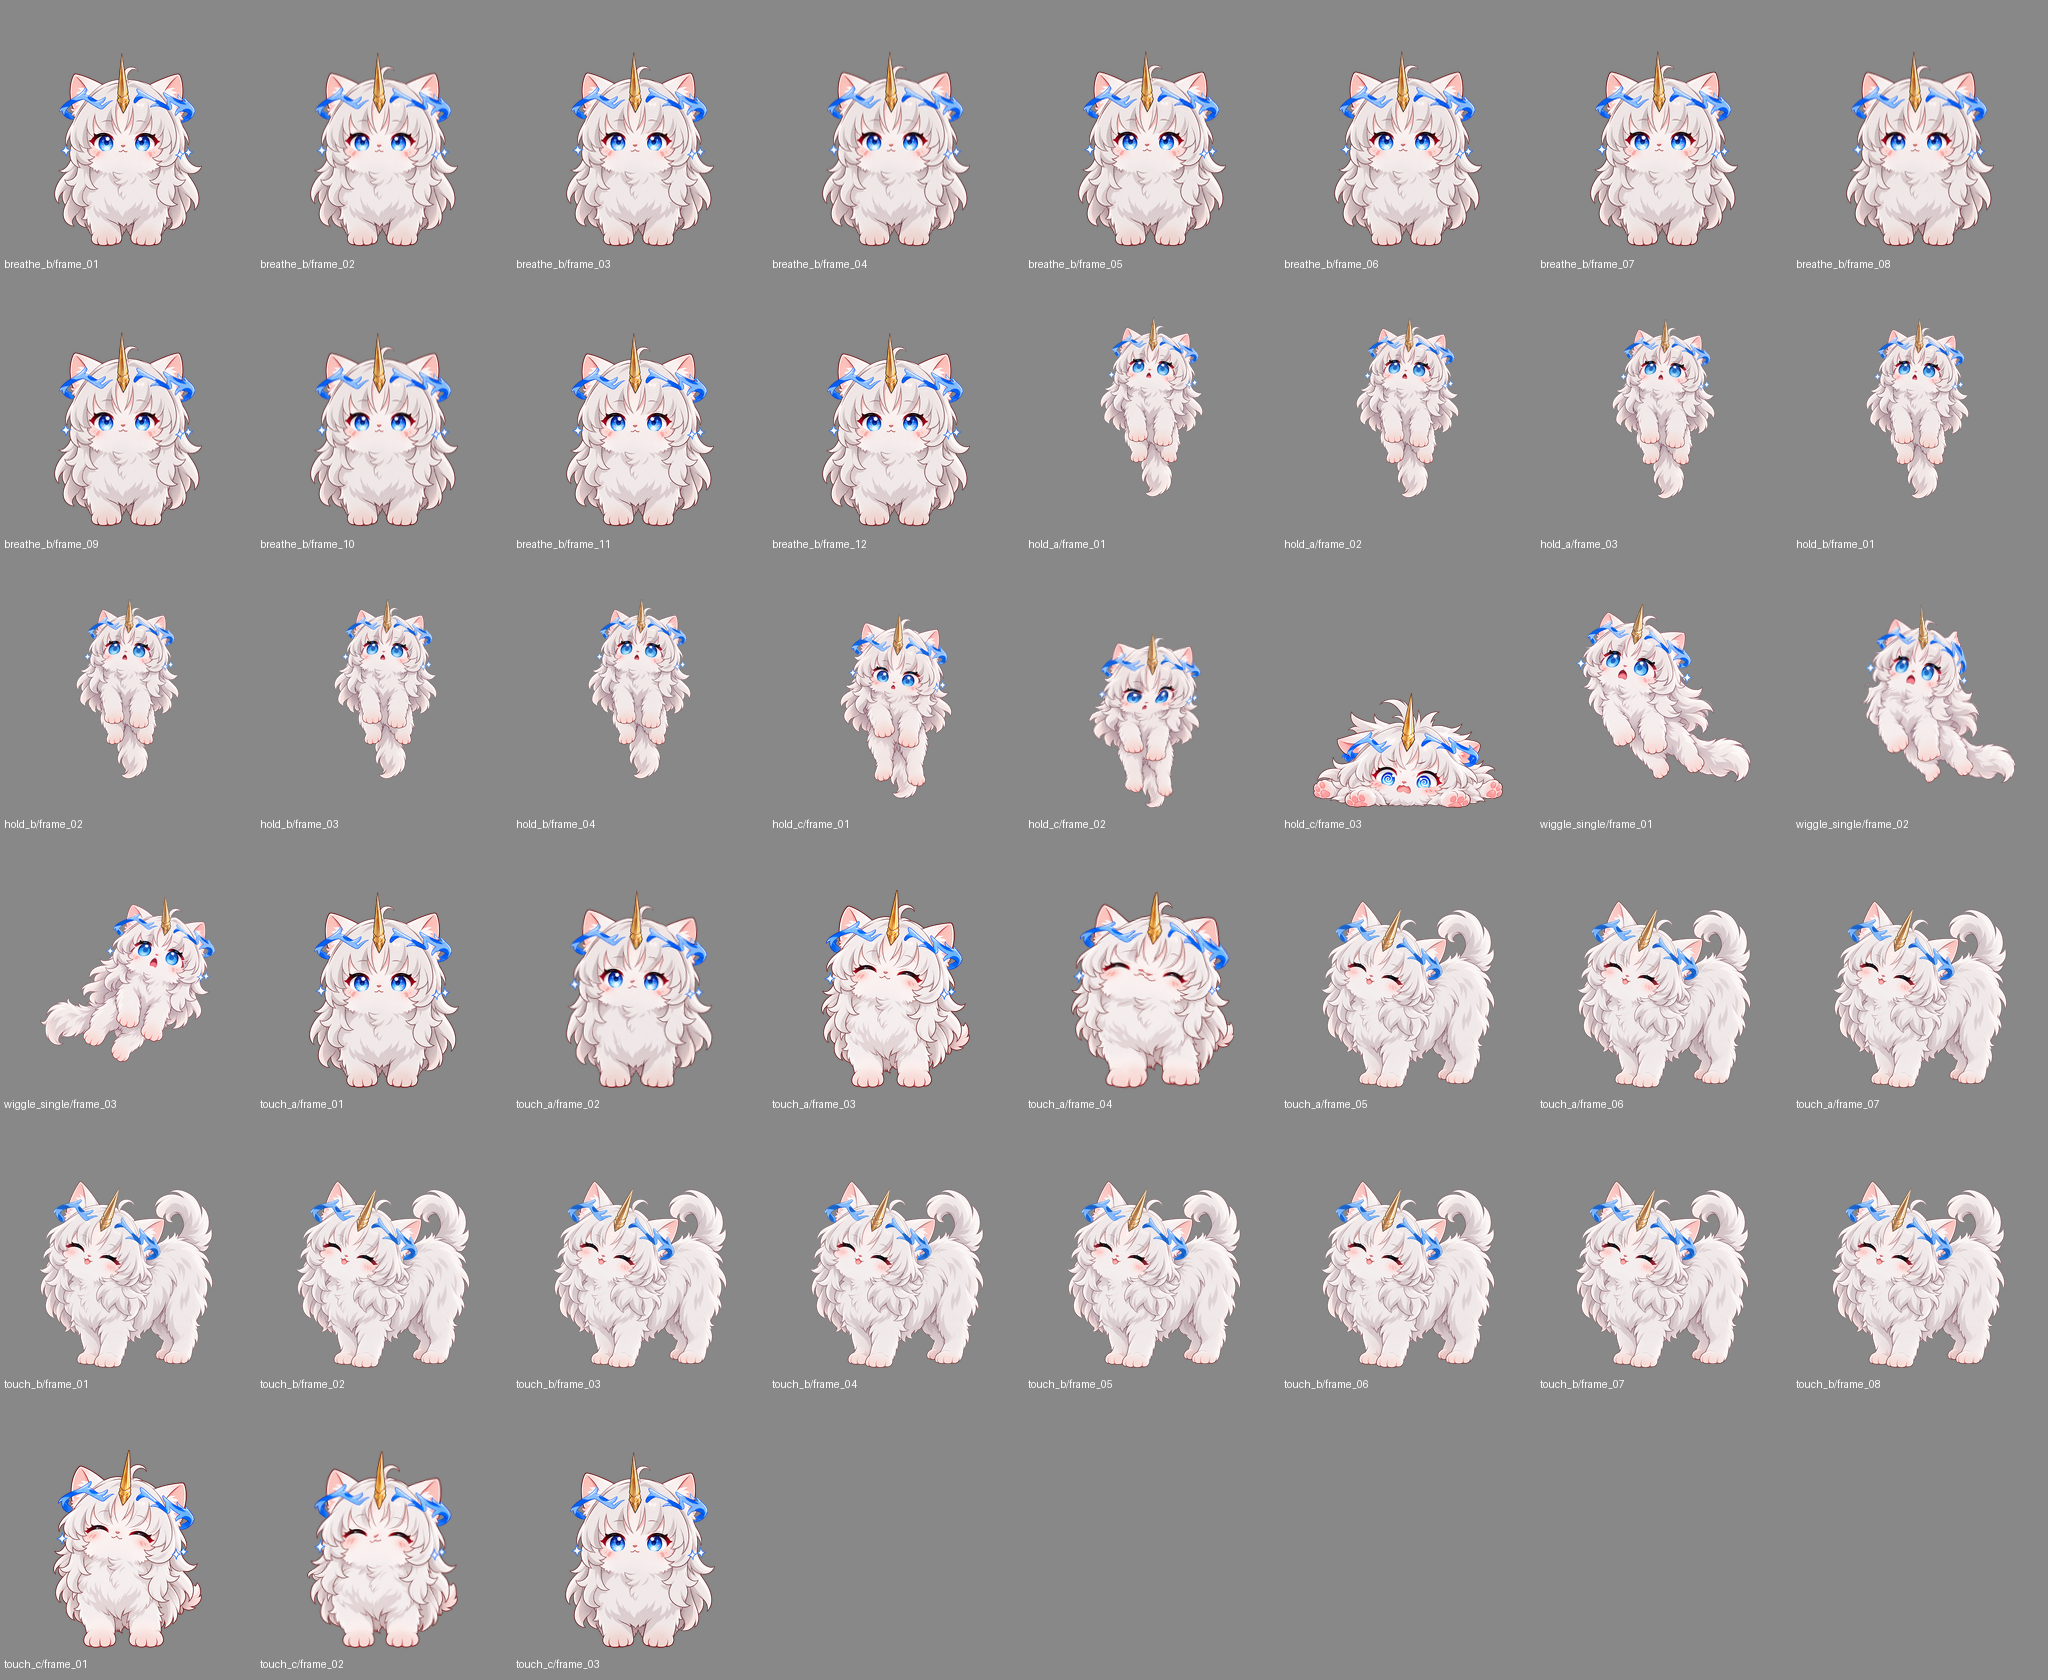 breathe_b/frame_01
breathe_b/frame_02
breathe_b/frame_03
breathe_b/frame_04
breathe_b/frame_05
breathe_b/frame_06
breathe_b/frame_07
breathe_b/frame_08
breathe_b/frame_09
breathe_b/frame_10
breathe_b/frame_11
breathe_b/frame_12
hold_a/frame_01
hold_a/frame_02
hold_a/frame_03
hold_b/frame_01
hold_b/frame_02
hold_b/frame_03
hold_b/frame_04
hold_c/frame_01
hold_c/frame_02
hold_c/frame_03
wiggle_single/frame_01
wiggle_single/frame_02
wiggle_single/frame_03
touch_a/frame_01
touch_a/frame_02
touch_a/frame_03
touch_a/frame_04
touch_a/frame_05
touch_a/frame_06
touch_a/frame_07
touch_b/frame_01
touch_b/frame_02
touch_b/frame_03
touch_b/frame_04
touch_b/frame_05
touch_b/frame_06
touch_b/frame_07
touch_b/frame_08
touch_c/frame_01
touch_c/frame_02
touch_c/frame_03